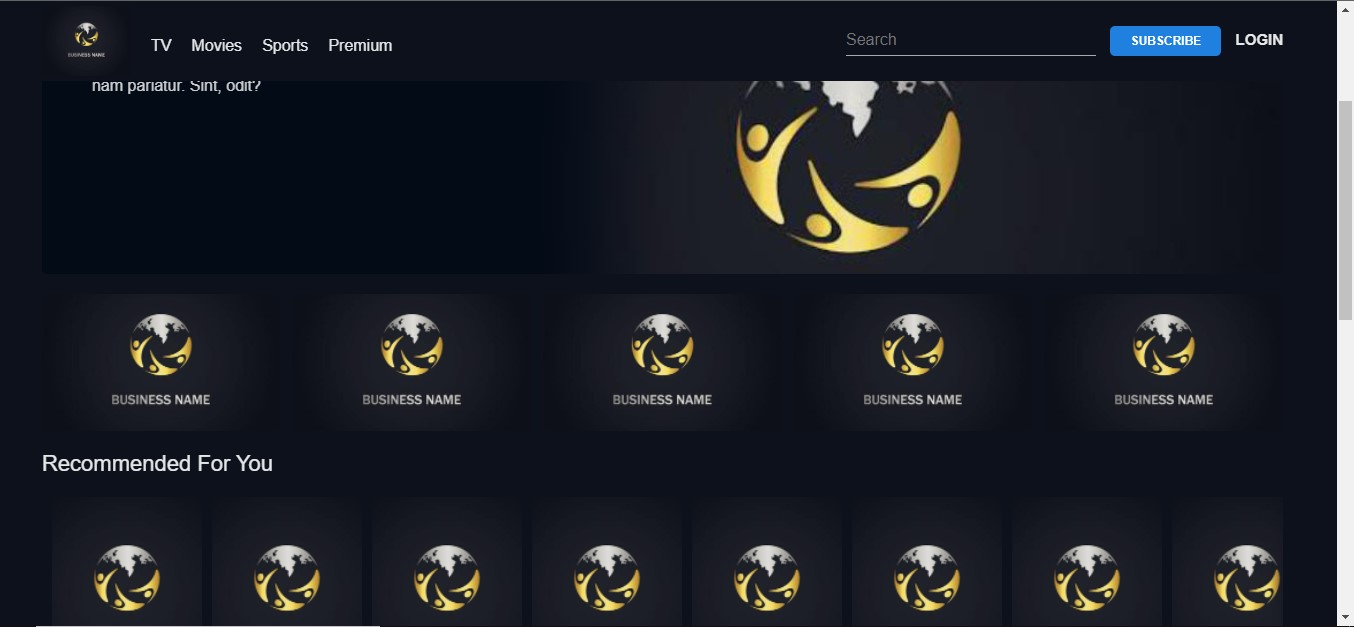 BUSINESS NAME
TV Movies Sports Premium
Search
SUBSCRIBE LOGIN
nam pariatur. Sint, odit?
BUSINESS NAME BUSINESS NAME BUSINESS NAME BUSINESS NAME BUSINESS NAME
Recommended For You